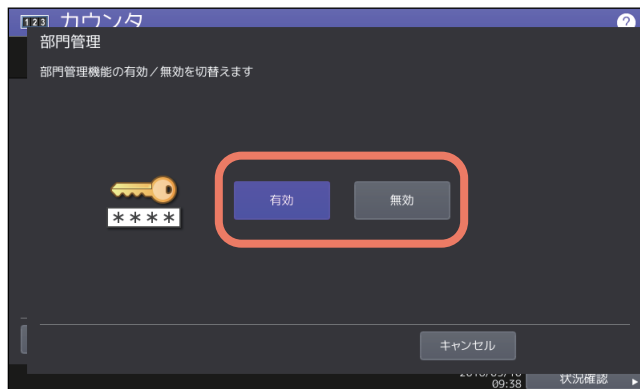 123 カウンタ ?
部門管理
部門管理機能の有効／無効を切替えます
****
有効 無効
キャンセル
09:38 状況確認